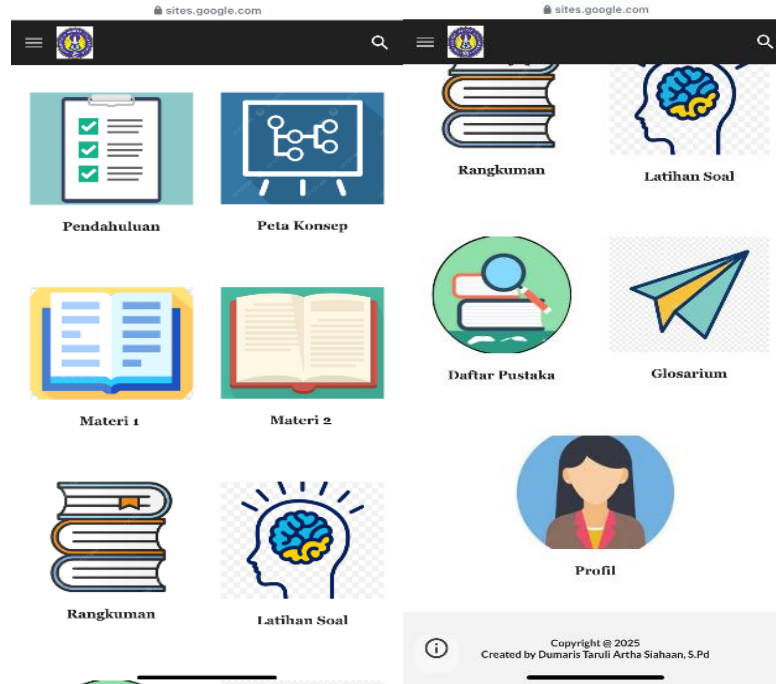 sites.google.com
Pendahuluan
Peta Konsep
Materi 1
Materi 2
Rangkuman
Latihan Soal
sites.google.com
Rangkuman
Latihan Soal
Daftar Pustaka
Glosarium
Profil
Copyright @ 2025
Created by Dumaris Taruli Artha Siahaan, S.Pd